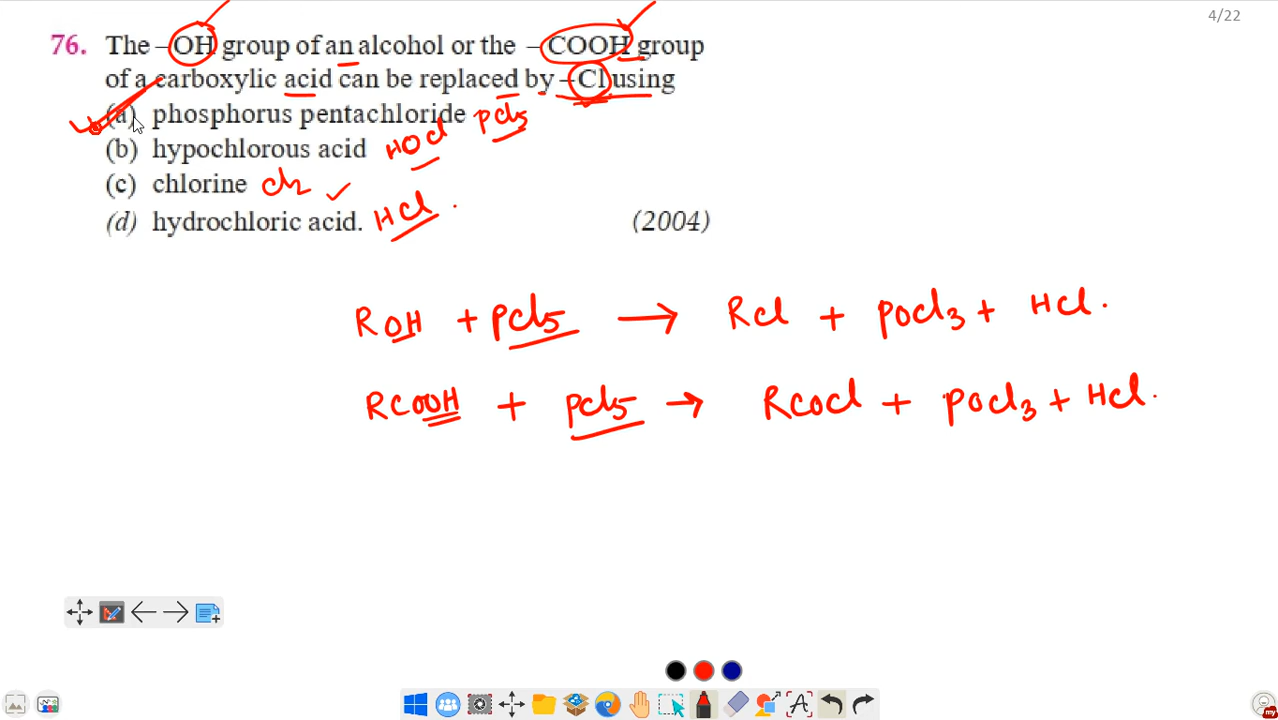 4/22
76. The –OH group of an alcohol or the –COOH group
of a carboxylic acid can be replaced by –Cl using
(a) phosphorus pentachloride pcl5
(b) hypochlorous acid HOCl
(c) chlorine Cl2
(d) hydrochloric acid. HCl. (2004)
ROH + pcl5 → RCl + pOCl3 + HCl.
RCOOH + pcl5 → RCOCl + pOCl3 + HCl.